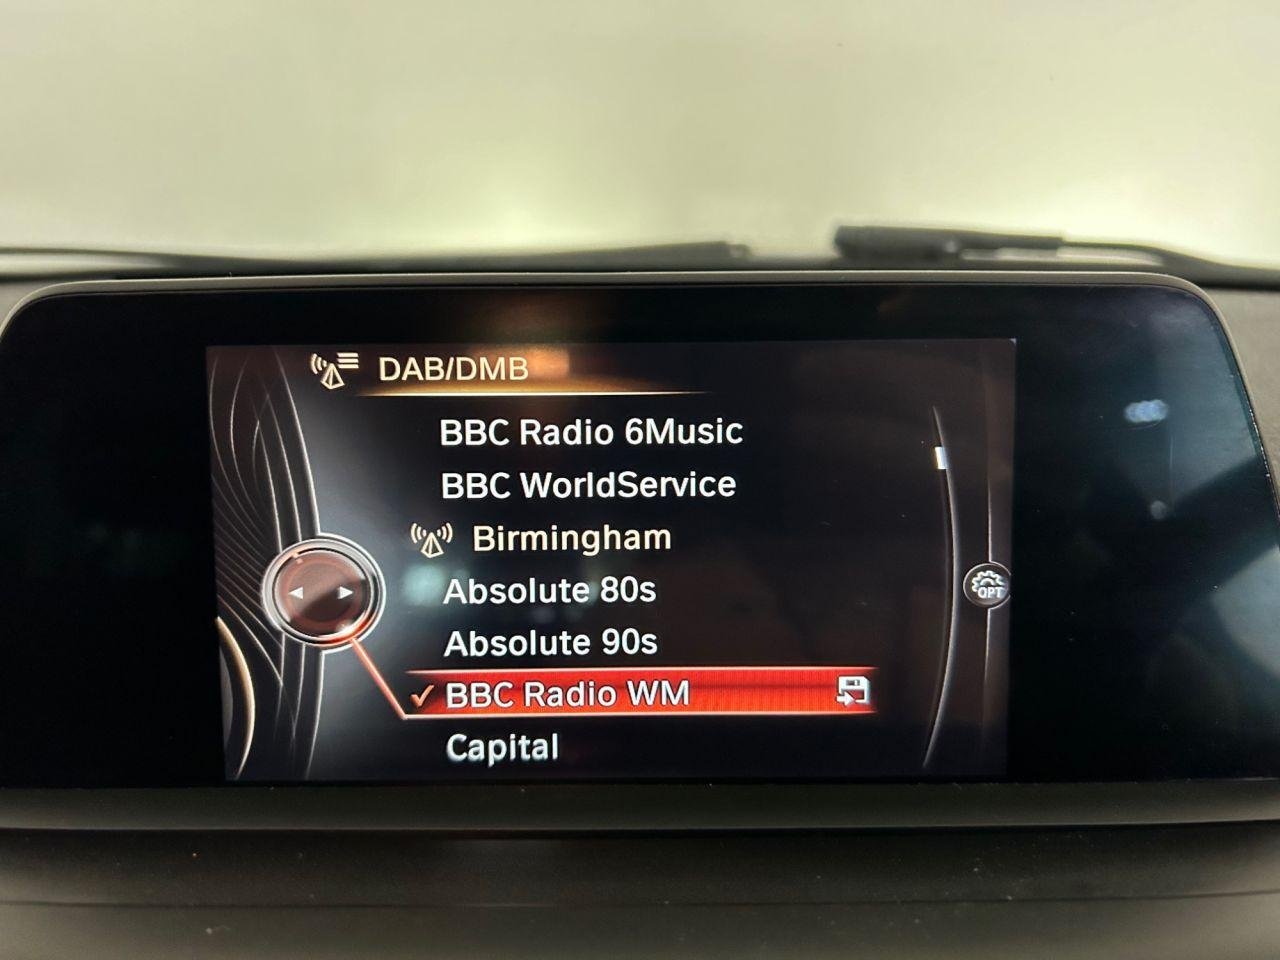 DAB/DMB
BBC Radio 6Music
BBC WorldService
Birmingham
Absolute 80s
Absolute 90s
BBC Radio WM
Capital
OPT